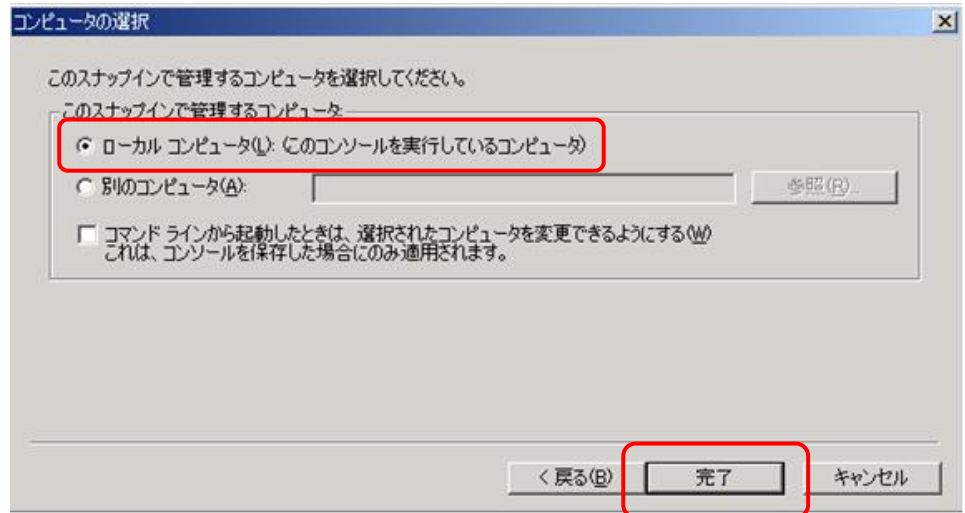 コンピュータの選択
このスナップインで管理するコンピュータを選択してください。
このスナップインで管理するコンピュータ
ローカル コンピュータ(L): (このコンソールを実行しているコンピュータ)
別のコンピュータ(A):
参照(R)...
コマンド ラインから起動したときは、選択されたコンピュータを変更できるようにする(W)
これは、コンソールを保存した場合にのみ適用されます。
< 戻る(B)
完了
キャンセル